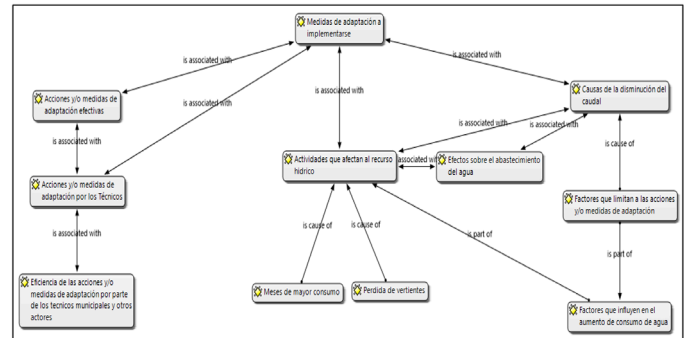 Medidas de adaptación a
implementarse
is associated with
is associated with
is associated with
is associated with
is associated with
Acciones y/o medidas de
adaptación efectivas
Causas de la disminución del
caudal
is associated with
is associated with
is associated with
is cause of
Actividades que afectan al recurso
hídrico
associated with
Efectos sobre el abastecimiento
del agua
Acciones y/o medidas de
adaptación por los Técnicos
Factores que limitan a las acciones
y/o medidas de adaptación
is associated with
is cause of
is cause of
is part of
is part of
Eficiencia de las acciones y/o
medidas de adaptación por parte
de los tecnicos municipales y otros
actores
Meses de mayor consumo
Perdida de vertientes
Factores que influyen en el
aumento de consumo de agua